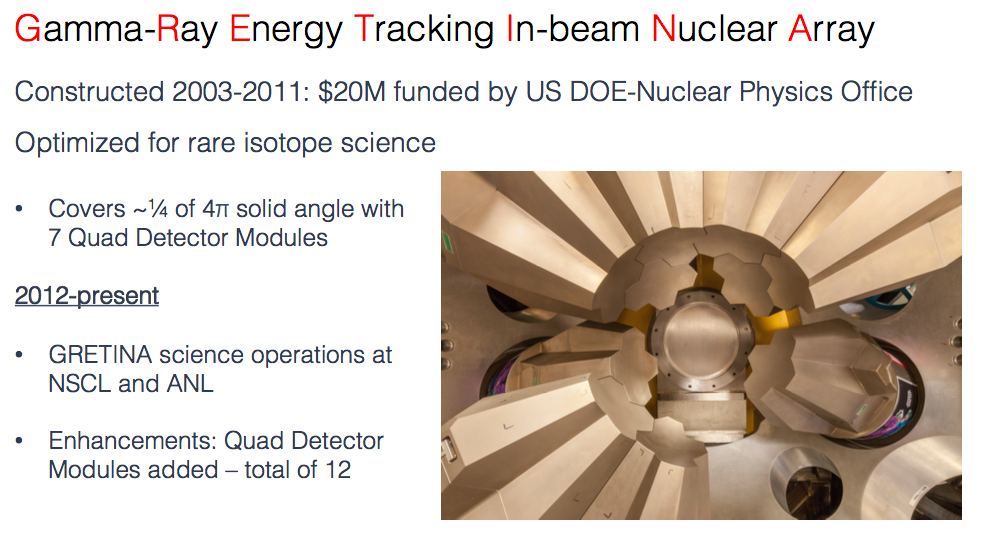 Gamma-Ray Energy Tracking In-beam Nuclear Array
Constructed 2003-2011: $20M funded by US DOE-Nuclear Physics Office
Optimized for rare isotope science
• Covers ~¼ of 4π solid angle with
7 Quad Detector Modules
2012-present
• GRETINA science operations at
NSCL and ANL
• Enhancements: Quad Detector
Modules added – total of 12